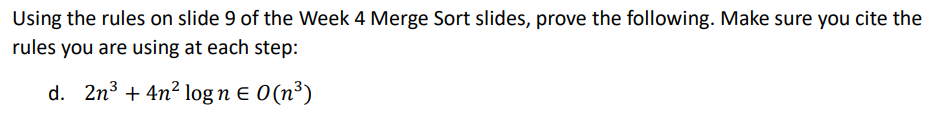 Using the rules on slide 9 of the Week 4 Merge Sort slides, prove the following. Make sure you cite the
rules you are using at each step:
d. 2n³ + 4n² log n ∈ O(n³)